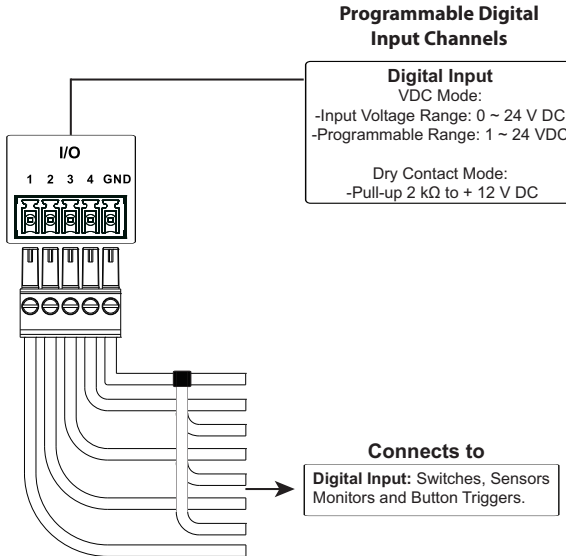 Programmable Digital
Input Channels
Digital Input
VDC Mode:
-Input Voltage Range: 0 ~ 24 V DC
-Programmable Range: 1 ~ 24 VDC
Dry Contact Mode:
-Pull-up 2 kΩ to + 12 V DC
I/O
1 2 3 4 GND
Connects to
Digital Input: Switches, Sensors
Monitors and Button Triggers.